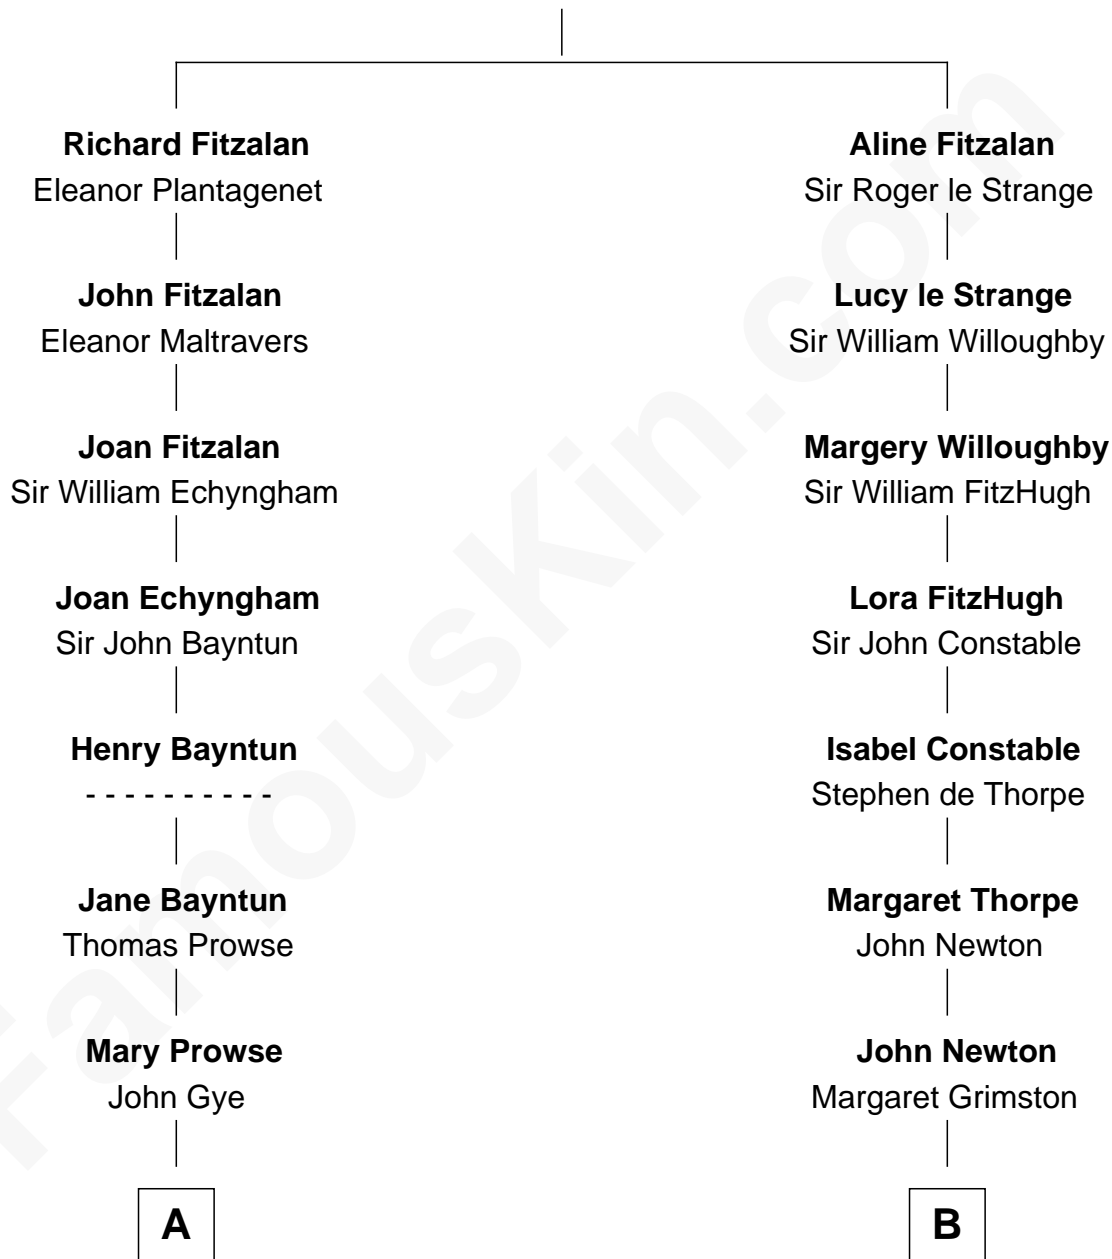 Richard Fitzalan
Eleanor Plantagenet
John Fitzalan
Eleanor Maltravers
Joan Fitzalan
Sir William Echyngham
Joan Echyngham
Sir John Bayntun
Henry Bayntun
- - - - - - - - - -
Jane Bayntun
Thomas Prowse
Mary Prowse
John Gye
A
Aline Fitzalan
Sir Roger le Strange
Lucy le Strange
Sir William Willoughby
Margery Willoughby
Sir William FitzHugh
Lora FitzHugh
Sir John Constable
Isabel Constable
Stephen de Thorpe
Margaret Thorpe
John Newton
John Newton
Margaret Grimston
B
FamousKin.com